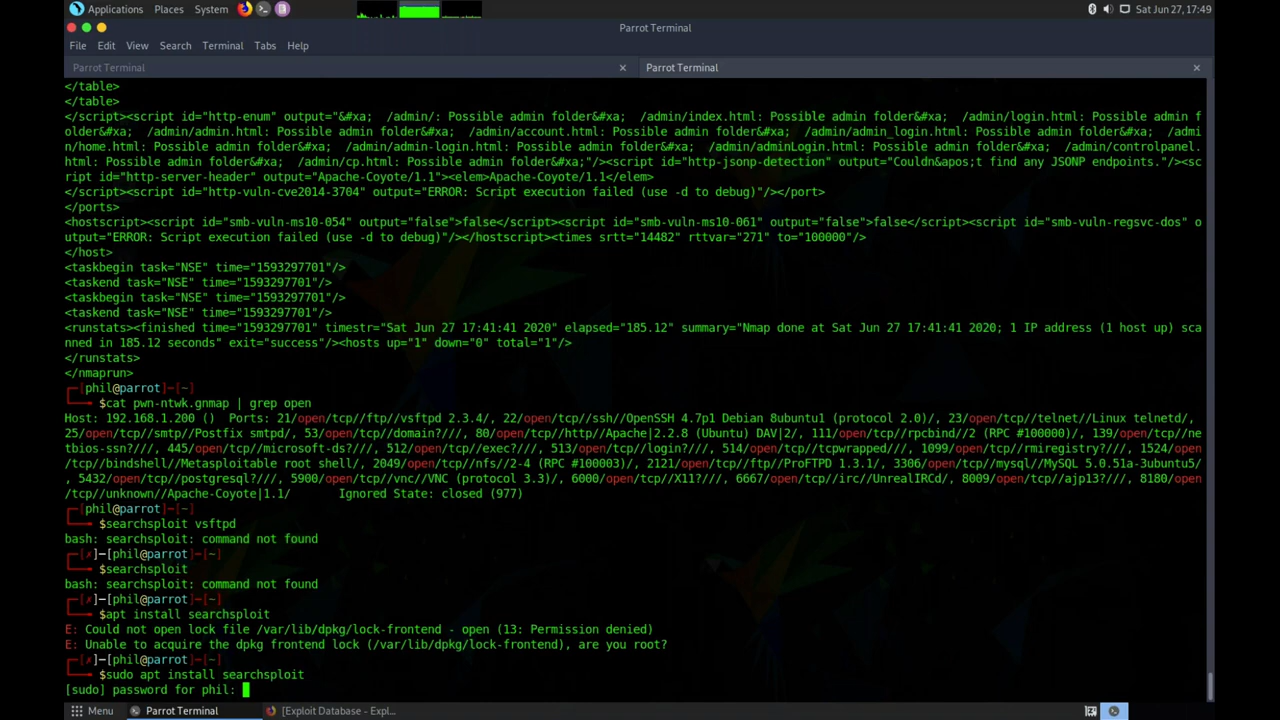 Applications Places System Sat Jun 27, 17:49
Parrot Terminal
File Edit View Search Terminal Tabs Help
Parrot Terminal × Parrot Terminal ×
</table>
</table>
</script><script id="http-enum" output="&#xa;  /admin/: Possible admin folder&#xa;  /admin/index.html: Possible admin folder&#xa;  /admin/login.html: Possible admin f
older&#xa;  /admin/admin.html: Possible admin folder&#xa;  /admin/account.html: Possible admin folder&#xa;  /admin/admin_login.html: Possible admin folder&#xa;  /admi
n/home.html: Possible admin folder&#xa;  /admin/admin-login.html: Possible admin folder&#xa;  /admin/adminLogin.html: Possible admin folder&#xa;  /admin/controlpanel.
html: Possible admin folder&#xa;  /admin/cp.html: Possible admin folder&#xa;"/><script id="http-jsonp-detection" output="Couldn&apos;t find any JSONP endpoints."/><sc
ript id="http-server-header" output="Apache-Coyote/1.1"><elem>Apache-Coyote/1.1</elem>
</script><script id="http-vuln-cve2014-3704" output="ERROR: Script execution failed (use -d to debug)"/></port>
</ports>
<hostscript><script id="smb-vuln-ms10-054" output="false">false</script><script id="smb-vuln-ms10-061" output="false">false</script><script id="smb-vuln-regsvc-dos" o
utput="ERROR: Script execution failed (use -d to debug)"/></hostscript><times srtt="14482" rttvar="271" to="100000"/>
</host>
<taskbegin task="NSE" time="1593297701"/>
<taskend task="NSE" time="1593297701"/>
<taskbegin task="NSE" time="1593297701"/>
<taskend task="NSE" time="1593297701"/>
<runstats><finished time="1593297701" timestr="Sat Jun 27 17:41:41 2020" elapsed="185.12" summary="Nmap done at Sat Jun 27 17:41:41 2020; 1 IP address (1 host up) sca
nned in 185.12 seconds" exit="success"/><hosts up="1" down="0" total="1"/>
</runstats>
</nmaprun>
┌─[phil@parrot]─[~]
└──╼ $cat pwn-ntwk.gnmap | grep open
Host: 192.168.1.200 ()  Ports: 21/open/tcp//ftp//vsftpd 2.3.4/, 22/open/tcp//ssh//OpenSSH 4.7p1 Debian 8ubuntu1 (protocol 2.0)/, 23/open/tcp//telnet//Linux telnetd/,
25/open/tcp//smtp//Postfix smtpd/, 53/open/tcp//domain?///, 80/open/tcp//http//Apache|2.2.8 (Ubuntu) DAV|2/, 111/open/tcp//rpcbind//2 (RPC #100000)/, 139/open/tcp//ne
tbios-ssn?///, 445/open/tcp//microsoft-ds?///, 512/open/tcp//exec?///, 513/open/tcp//login?///, 514/open/tcp//tcpwrapped///, 1099/open/tcp//rmiregistry?///, 1524/open
/tcp//bindshell//Metasploitable root shell/, 2049/open/tcp//nfs//2-4 (RPC #100003)/, 2121/open/tcp//ftp//ProFTPD 1.3.1/, 3306/open/tcp//mysql//MySQL 5.0.51a-3ubuntu5/
, 5432/open/tcp//postgresql?///, 5900/open/tcp//vnc//VNC (protocol 3.3)/, 6000/open/tcp//X11?///, 6667/open/tcp//irc//UnrealIRCd/, 8009/open/tcp//ajp13?///, 8180/open
/tcp//unknown//Apache-Coyote|1.1/       Ignored State: closed (977)
┌─[phil@parrot]─[~]
└──╼ $searchsploit vsftpd
bash: searchsploit: command not found
┌─[✗]─[phil@parrot]─[~]
└──╼ $searchsploit
bash: searchsploit: command not found
┌─[✗]─[phil@parrot]─[~]
└──╼ $apt install searchsploit
E: Could not open lock file /var/lib/dpkg/lock-frontend - open (13: Permission denied)
E: Unable to acquire the dpkg frontend lock (/var/lib/dpkg/lock-frontend), are you root?
┌─[✗]─[phil@parrot]─[~]
└──╼ $sudo apt install searchsploit
[sudo] password for phil:
Menu Parrot Terminal [Exploit Database - Expl...